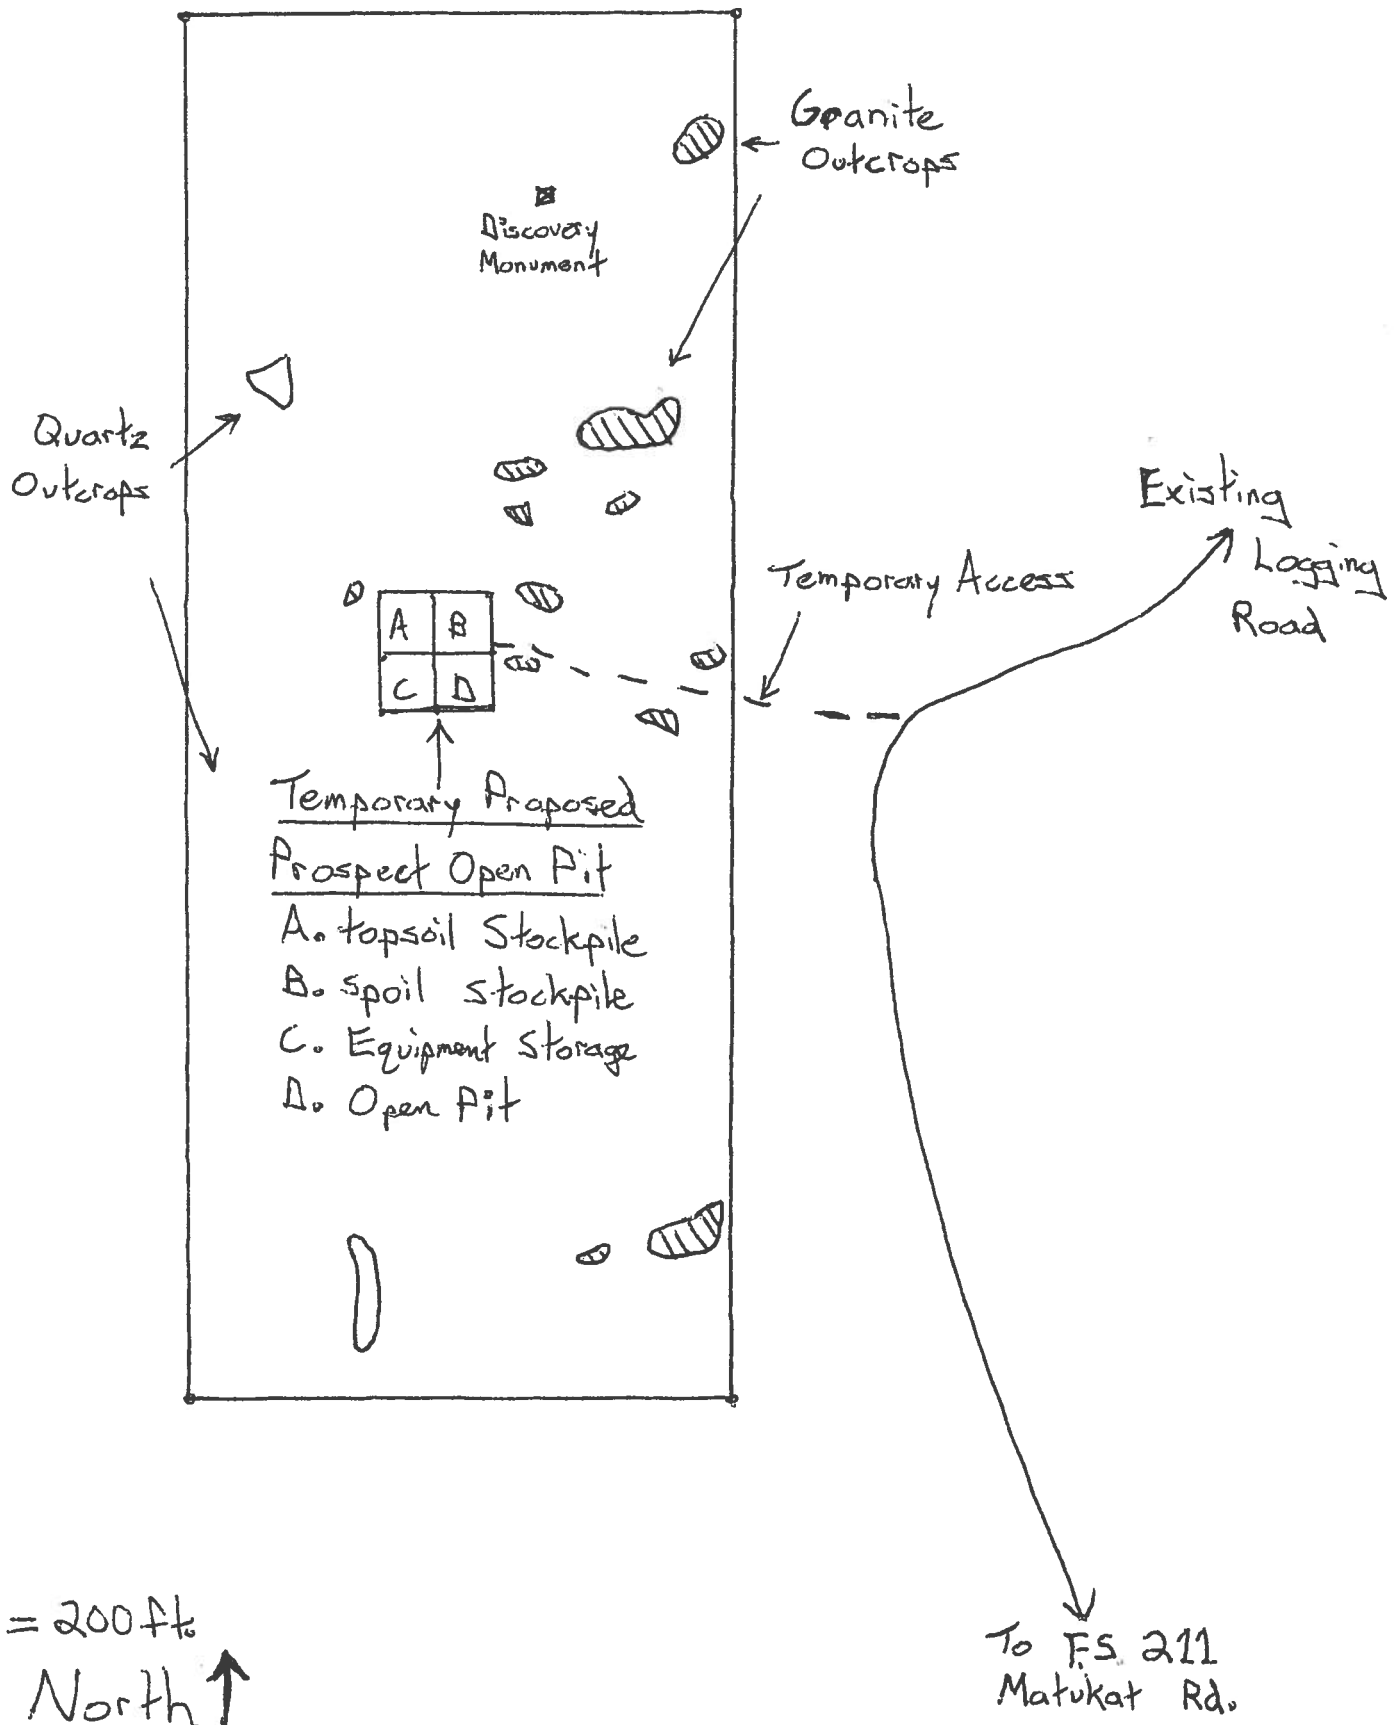 Granite
Outcrops
Discovery
Monument
Quartz
Outcrops
Existing
Logging
Road
Temporary Access
A B
C D
Temporary Proposed
Prospect Open Pit
A. topsoil Stockpile
B. spoil stockpile
C. Equipment Storage
D. Open Pit
= 200 ft.
North
To F.S. 211
Matukat Rd.